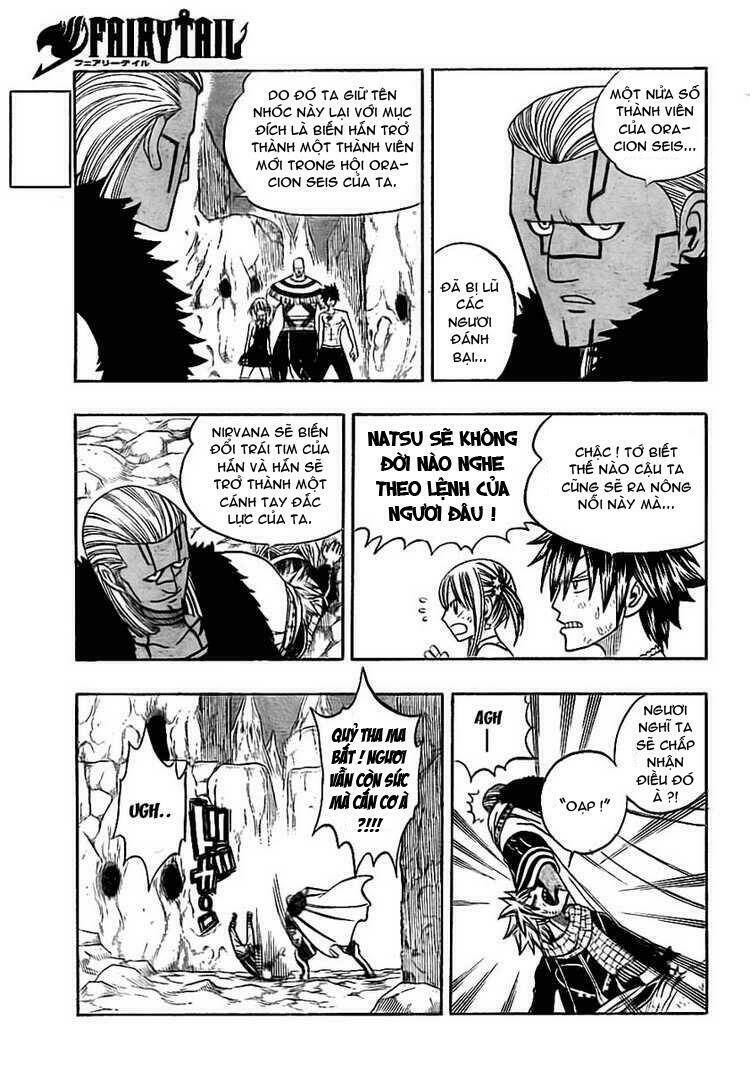 FAIRY TAIL
フェアリーテイル
MỘT NỬA SỐ
THÀNH VIÊN
CỦA ORA-
CION SEIS...
ĐÃ BỊ LŨ
CÁC
NGƯƠI
ĐÁNH
BẠI...
DO ĐÓ TA GIỮ TÊN
NHỐC NÀY LẠI VỚI MỤC
ĐÍCH LÀ BIẾN HẮN TRỞ
THÀNH MỘT THÀNH VIÊN
MỚI TRONG HỘI ORA-
CION SEIS CỦA TA.
CHẬC ! TỚ BIẾT
THẾ NÀO CẬU TA
CŨNG SẼ RA NÔNG
NỖI NÀY MÀ...
NATSU SẼ KHÔNG
ĐỜI NÀO NGHE
THEO LỆNH CỦA
NGƯƠI ĐÂU !
NIRVANA SẼ BIẾN
ĐỔI TRÁI TIM CỦA
HẮN VÀ HẮN SẼ
TRỞ THÀNH MỘT
CÁNH TAY ĐẮC
LỰC CỦA TA.
NGƯƠI
NGHĨ TA
SẼ CHẤP
NHẬN
ĐIỀU ĐÓ
À ?!
"OẠP !"
AGH
QUỶ THA MA
BẮT ! NGƯƠI
VẪN CÒN SỨC
MÀ CẮN CƠ À
?!!!
UGH..